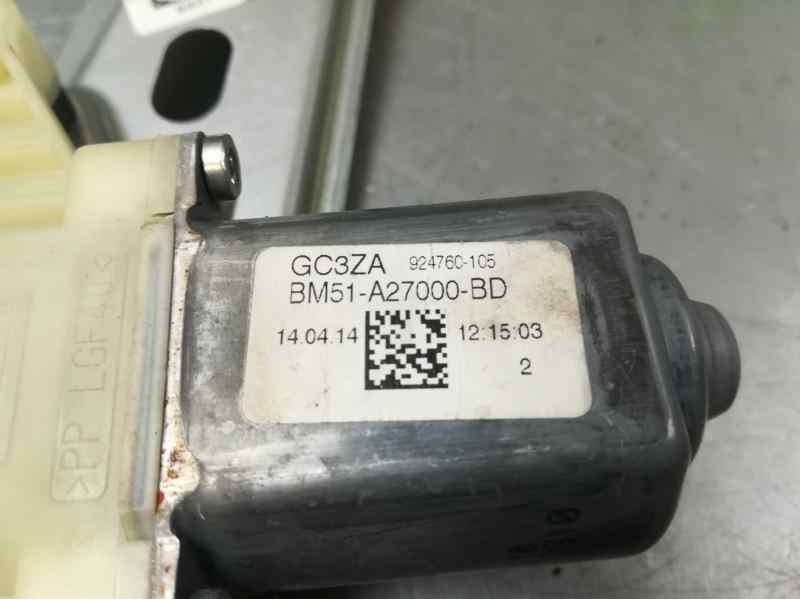 GC3ZA 924760-105
BM51-A27000-BD
14.04.14 12:15:03
2
>PP LGF40<